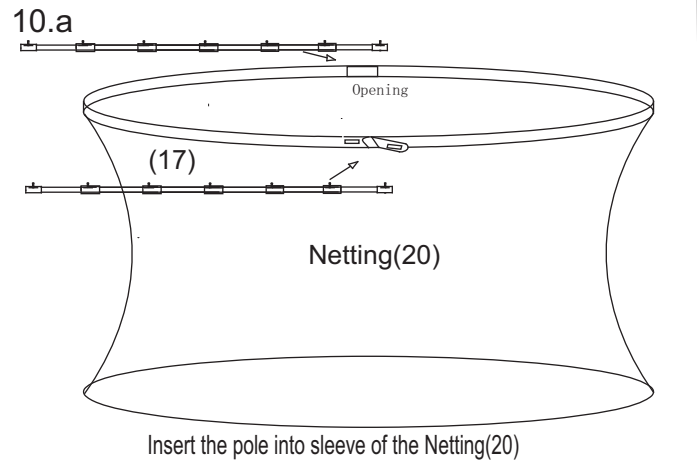 10.a
Opening
(17)
Netting(20)
Insert the pole into sleeve of the Netting(20)